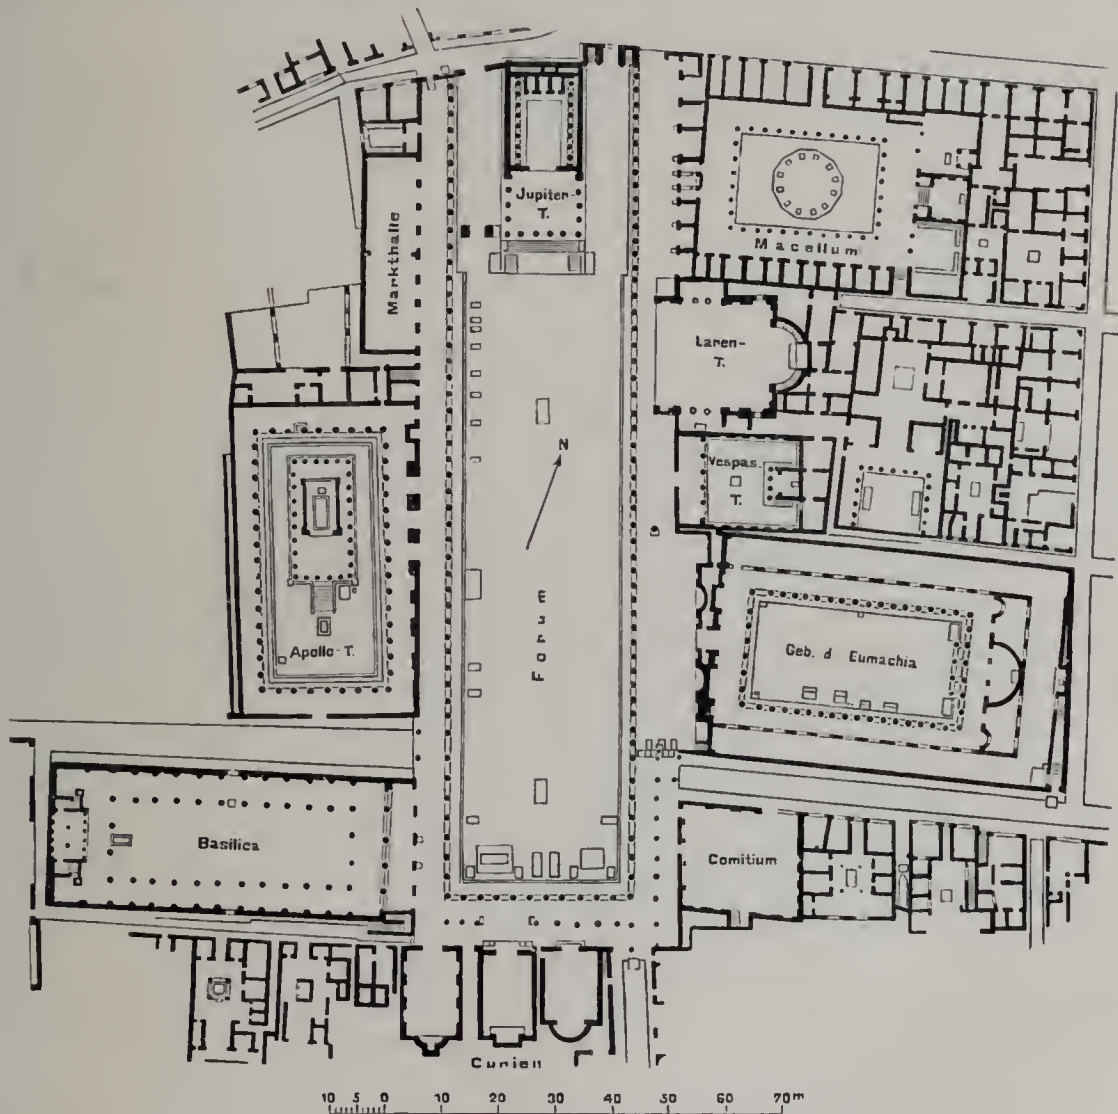 Jupiter-
T.
Markthalle
Macellum
Laren-
T.
N
Vespas.
T.
Forum
Apollo-T.
Geb. d. Eumachia
Basilica
Comitium
Curien
10 5 0 10 20 30 40 50 60 70 m